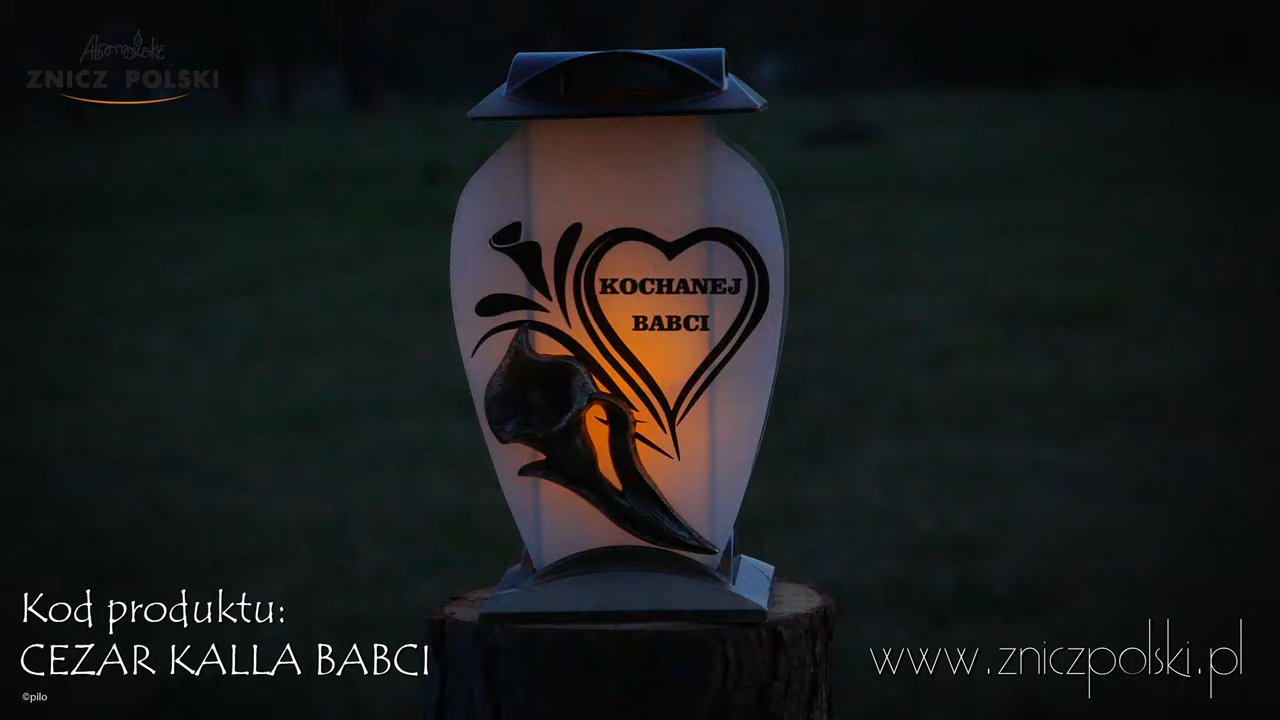 ZNICZ POLSKI
KOCHANEJ
BABCI
Kod produktu:
CEZAR KALLA BABCI
©pilo
www.zniczpolski.pl